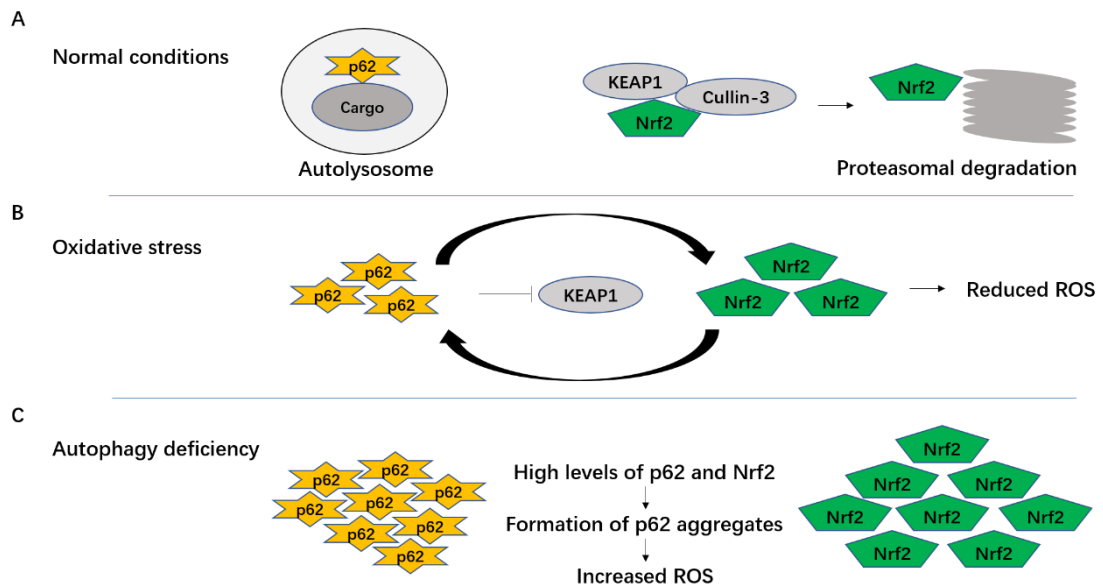 A
Normal conditions
p62
Cargo
Autolysosome
KEAP1
Cullin-3
Nrf2
Nrf2
Proteasomal degradation
B
Oxidative stress
p62
p62
p62
KEAP1
Nrf2
Nrf2
Nrf2
Reduced ROS
C
Autophagy deficiency
p62
p62
p62
p62
p62
p62
p62
p62
High levels of p62 and Nrf2
Formation of p62 aggregates
Increased ROS
Nrf2
Nrf2
Nrf2
Nrf2
Nrf2
Nrf2
Nrf2
Nrf2